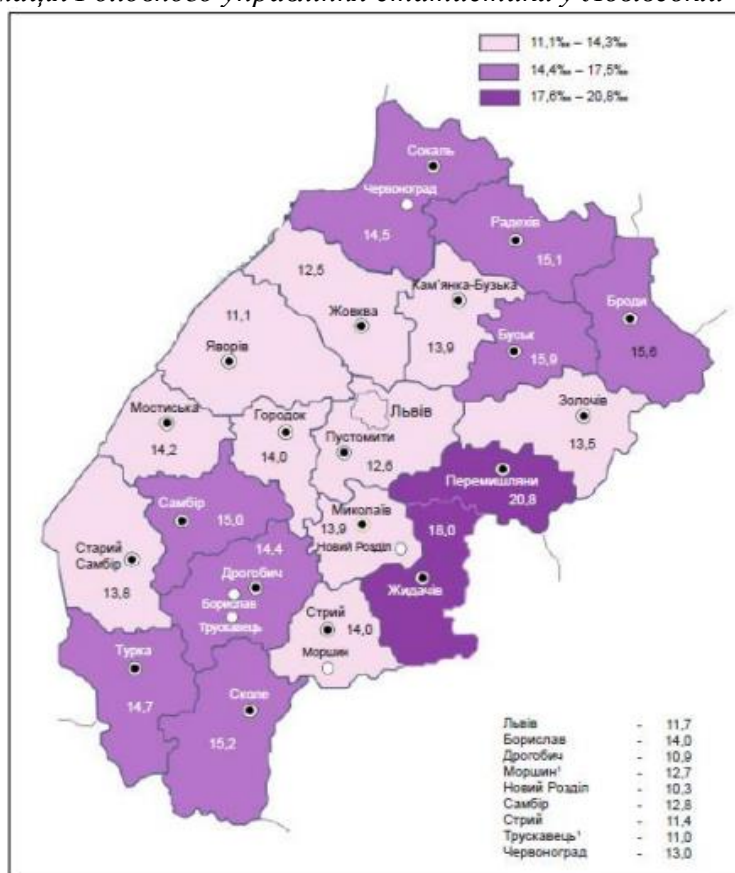 управління статистики у
11,1‰ – 14,3‰
14,4‰ – 17,5‰
17,6‰ – 20,8‰
Сокаль
Червоноград
14,5
Радехів
15,1
12,5
Кам'янка-Бузька
Броди
11,1
Жовква
13,9
Буськ
15,6
Яворів
15,9
Мостиська
Городок
Львів
Золочів
14,2
14,0
Пустомити
12,6
13,5
Перемишляни
20,8
Самбір
15,0
Миколаїв
13,9
18,0
Новий Розділ
Старий
Самбір
13,8
14,4
Дрогобич
Борислав
Трускавець
Жидачів
Стрий
14,0
Моршин
Турка
14,7
Сколе
15,2
Львів - 11,7
Борислав - 14,0
Дрогобич - 10,9
Моршин¹ - 12,7
Новий Розділ - 10,3
Самбір - 12,8
Стрий - 11,4
Трускавець¹ - 11,0
Червоноград - 13,0